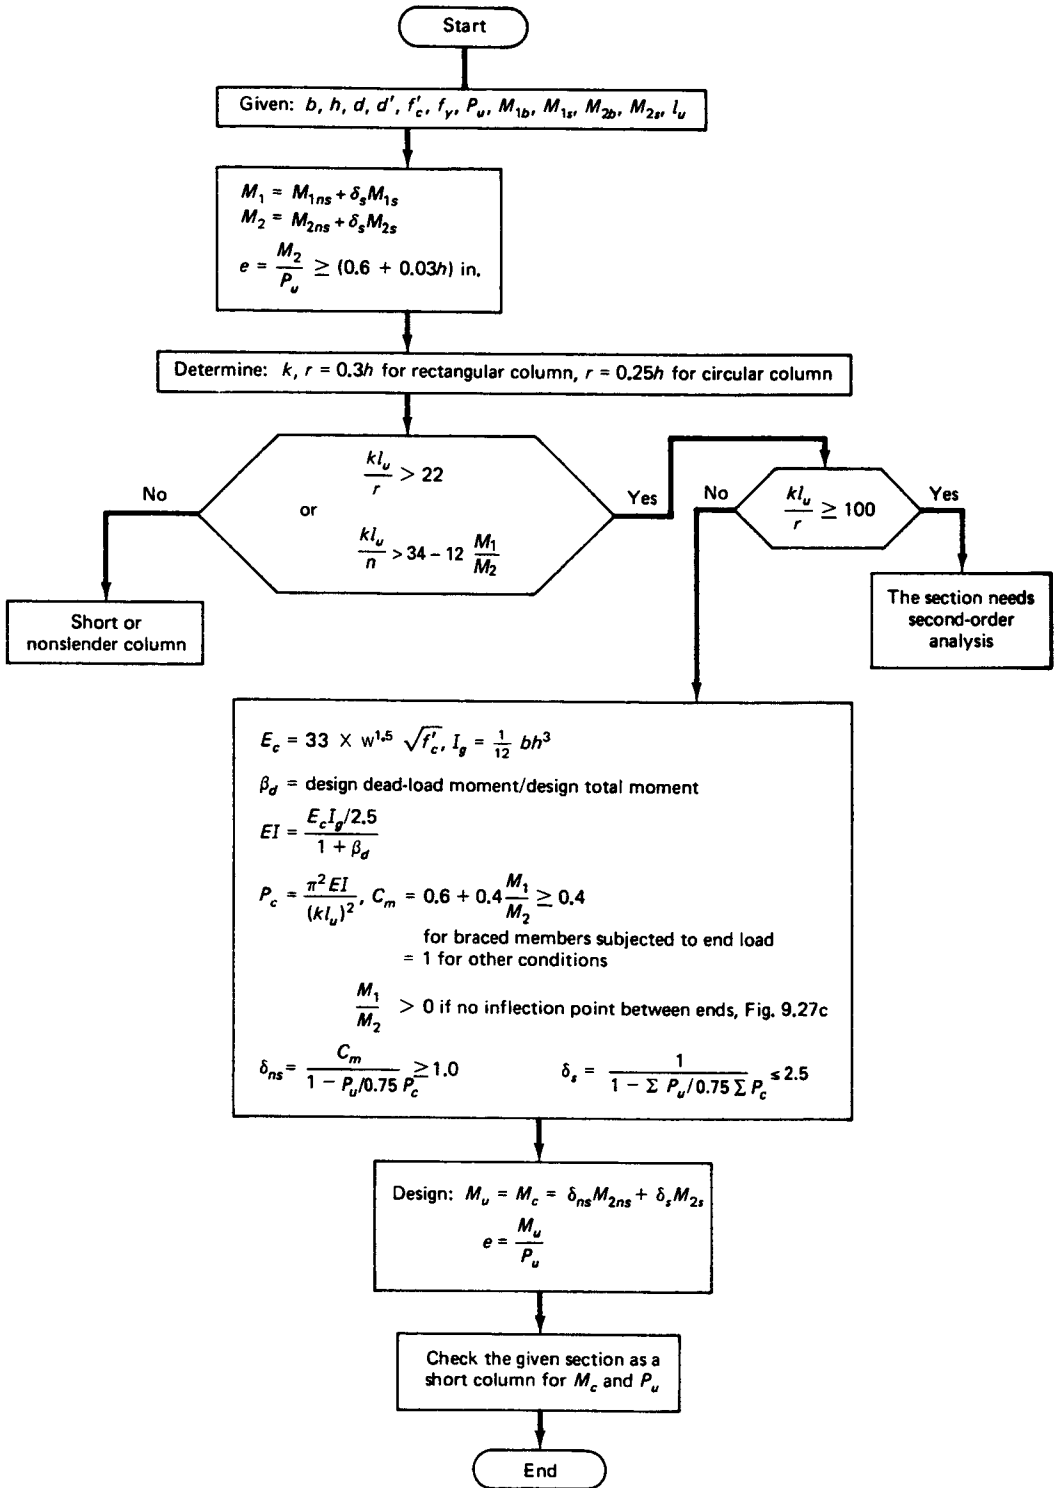 Start
Given: b, h, d, d′, f′c, fy, Pu, M1b, M1s, M2b, M2s, lu
M1 = M1ns + δsM1s
M2 = M2ns + δsM2s
e = M2/Pu ≥ (0.6 + 0.03h) in.
Determine: k, r = 0.3h for rectangular column, r = 0.25h for circular column
klu/r > 22
or
klu/n > 34 – 12 M1/M2
No
Yes
No
klu/r ≥ 100
Yes
Short or
nonslender column
The section needs
second-order
analysis
Ec = 33 × w1.5 √f′c, Ig = 1/12 bh3
βd = design dead-load moment/design total moment
EI = EcIg/2.5 / 1 + βd
Pc = π2EI/(klu)2, Cm = 0.6 + 0.4 M1/M2 ≥ 0.4
for braced members subjected to end load
= 1 for other conditions
M1/M2 > 0 if no inflection point between ends, Fig. 9.27c
δns = Cm / 1 – Pu/0.75 Pc ≥ 1.0 δs = 1 / 1 – Σ Pu/0.75 Σ Pc ≤ 2.5
Design: Mu = Mc = δnsM2ns + δsM2s
e = Mu/Pu
Check the given section as a
short column for Mc and Pu
End